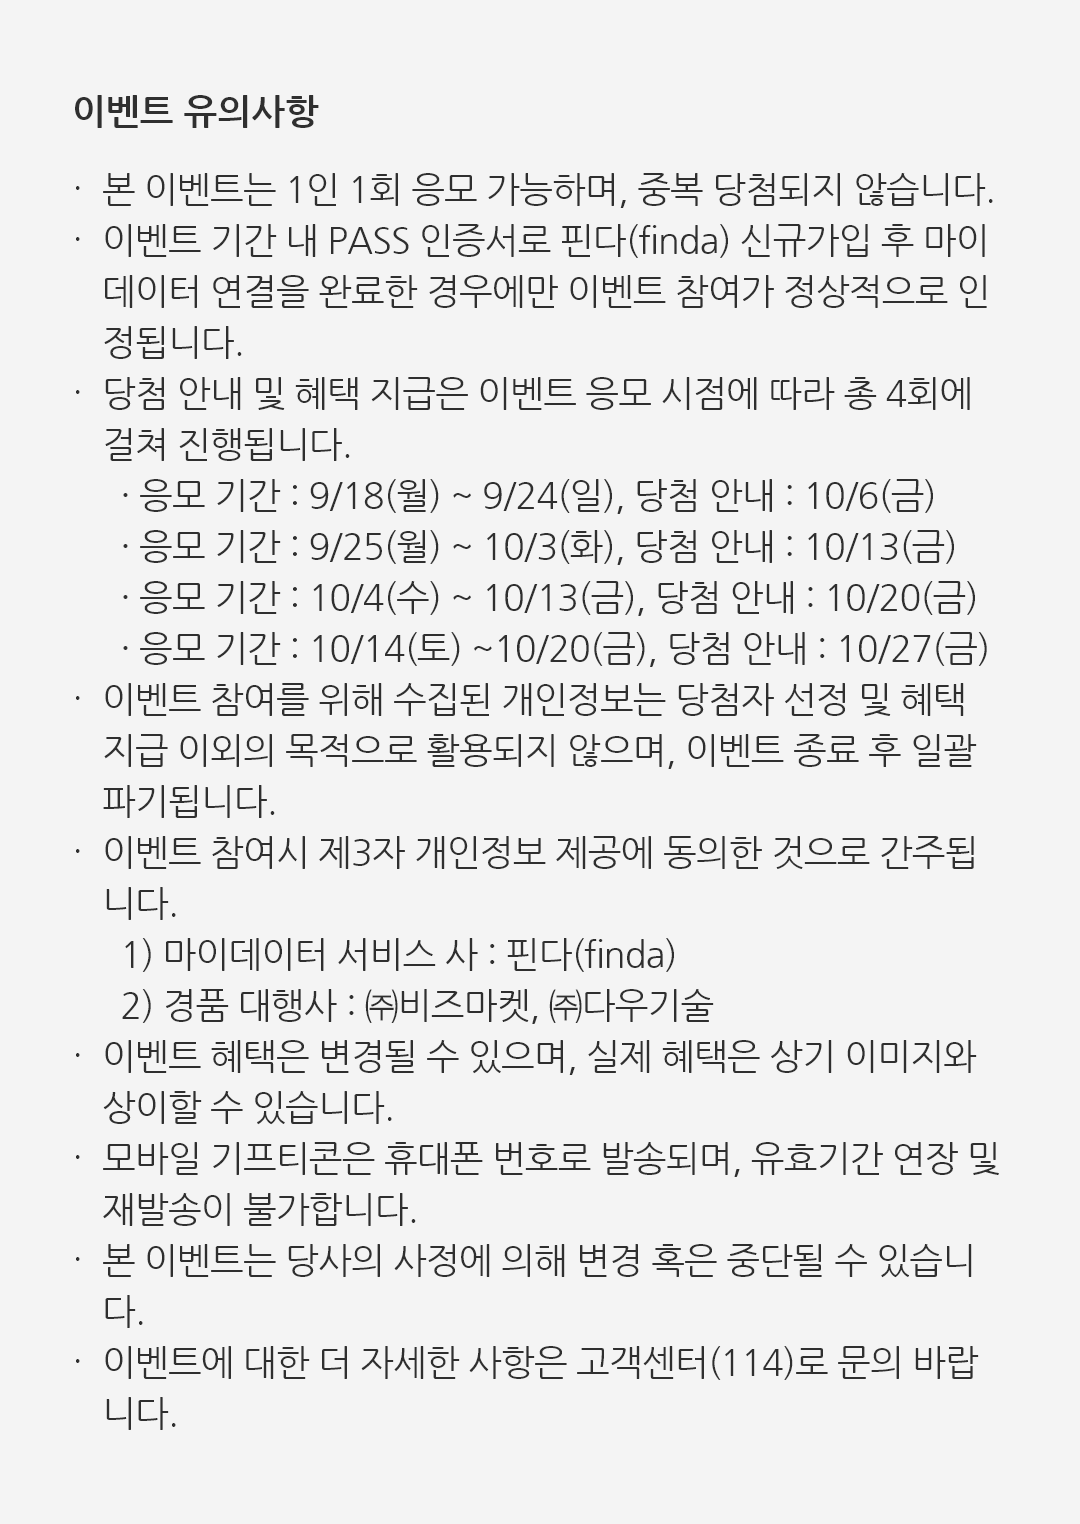 이벤트 유의사항
· 본 이벤트는 1인 1회 응모 가능하며, 중복 당첨되지 않습니다.
· 이벤트 기간 내 PASS 인증서로 핀다(finda) 신규가입 후 마이
데이터 연결을 완료한 경우에만 이벤트 참여가 정상적으로 인
정됩니다.
· 당첨 안내 및 혜택 지급은 이벤트 응모 시점에 따라 총 4회에
걸쳐 진행됩니다.
· 응모 기간 : 9/18(월) ~ 9/24(일), 당첨 안내 : 10/6(금)
· 응모 기간 : 9/25(월) ~ 10/3(화), 당첨 안내 : 10/13(금)
· 응모 기간 : 10/4(수) ~ 10/13(금), 당첨 안내 : 10/20(금)
· 응모 기간 : 10/14(토) ~10/20(금), 당첨 안내 : 10/27(금)
· 이벤트 참여를 위해 수집된 개인정보는 당첨자 선정 및 혜택
지급 이외의 목적으로 활용되지 않으며, 이벤트 종료 후 일괄
파기됩니다.
· 이벤트 참여시 제3자 개인정보 제공에 동의한 것으로 간주됩
니다.
1) 마이데이터 서비스 사 : 핀다(finda)
2) 경품 대행사 : ㈜비즈마켓, ㈜다우기술
· 이벤트 혜택은 변경될 수 있으며, 실제 혜택은 상기 이미지와
상이할 수 있습니다.
· 모바일 기프티콘은 휴대폰 번호로 발송되며, 유효기간 연장 및
재발송이 불가합니다.
· 본 이벤트는 당사의 사정에 의해 변경 혹은 중단될 수 있습니
다.
· 이벤트에 대한 더 자세한 사항은 고객센터(114)로 문의 바랍
니다.